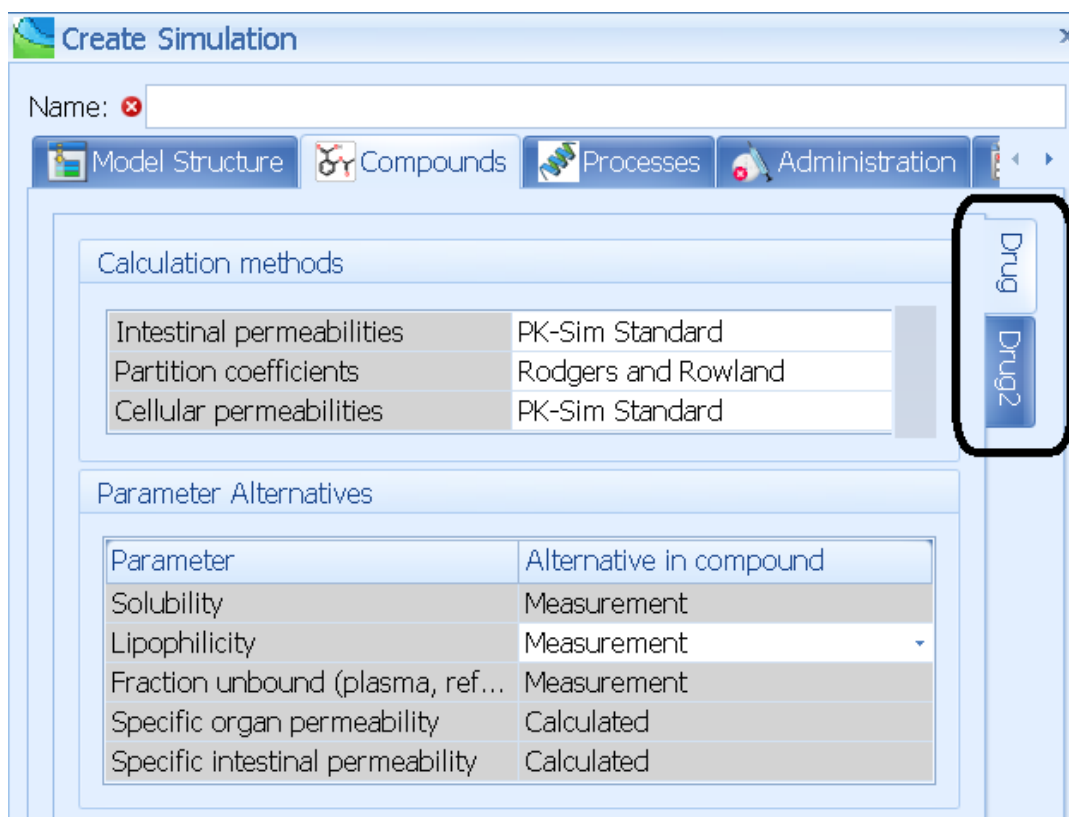 Create Simulation
Name:
Model Structure Compounds Processes Administration
Drug
Drug2
Calculation methods
Intestinal permeabilities PK-Sim Standard
Partition coefficients Rodgers and Rowland
Cellular permeabilities PK-Sim Standard
Parameter Alternatives
Parameter Alternative in compound
Solubility Measurement
Lipophilicity Measurement
Fraction unbound (plasma, ref... Measurement
Specific organ permeability Calculated
Specific intestinal permeability Calculated